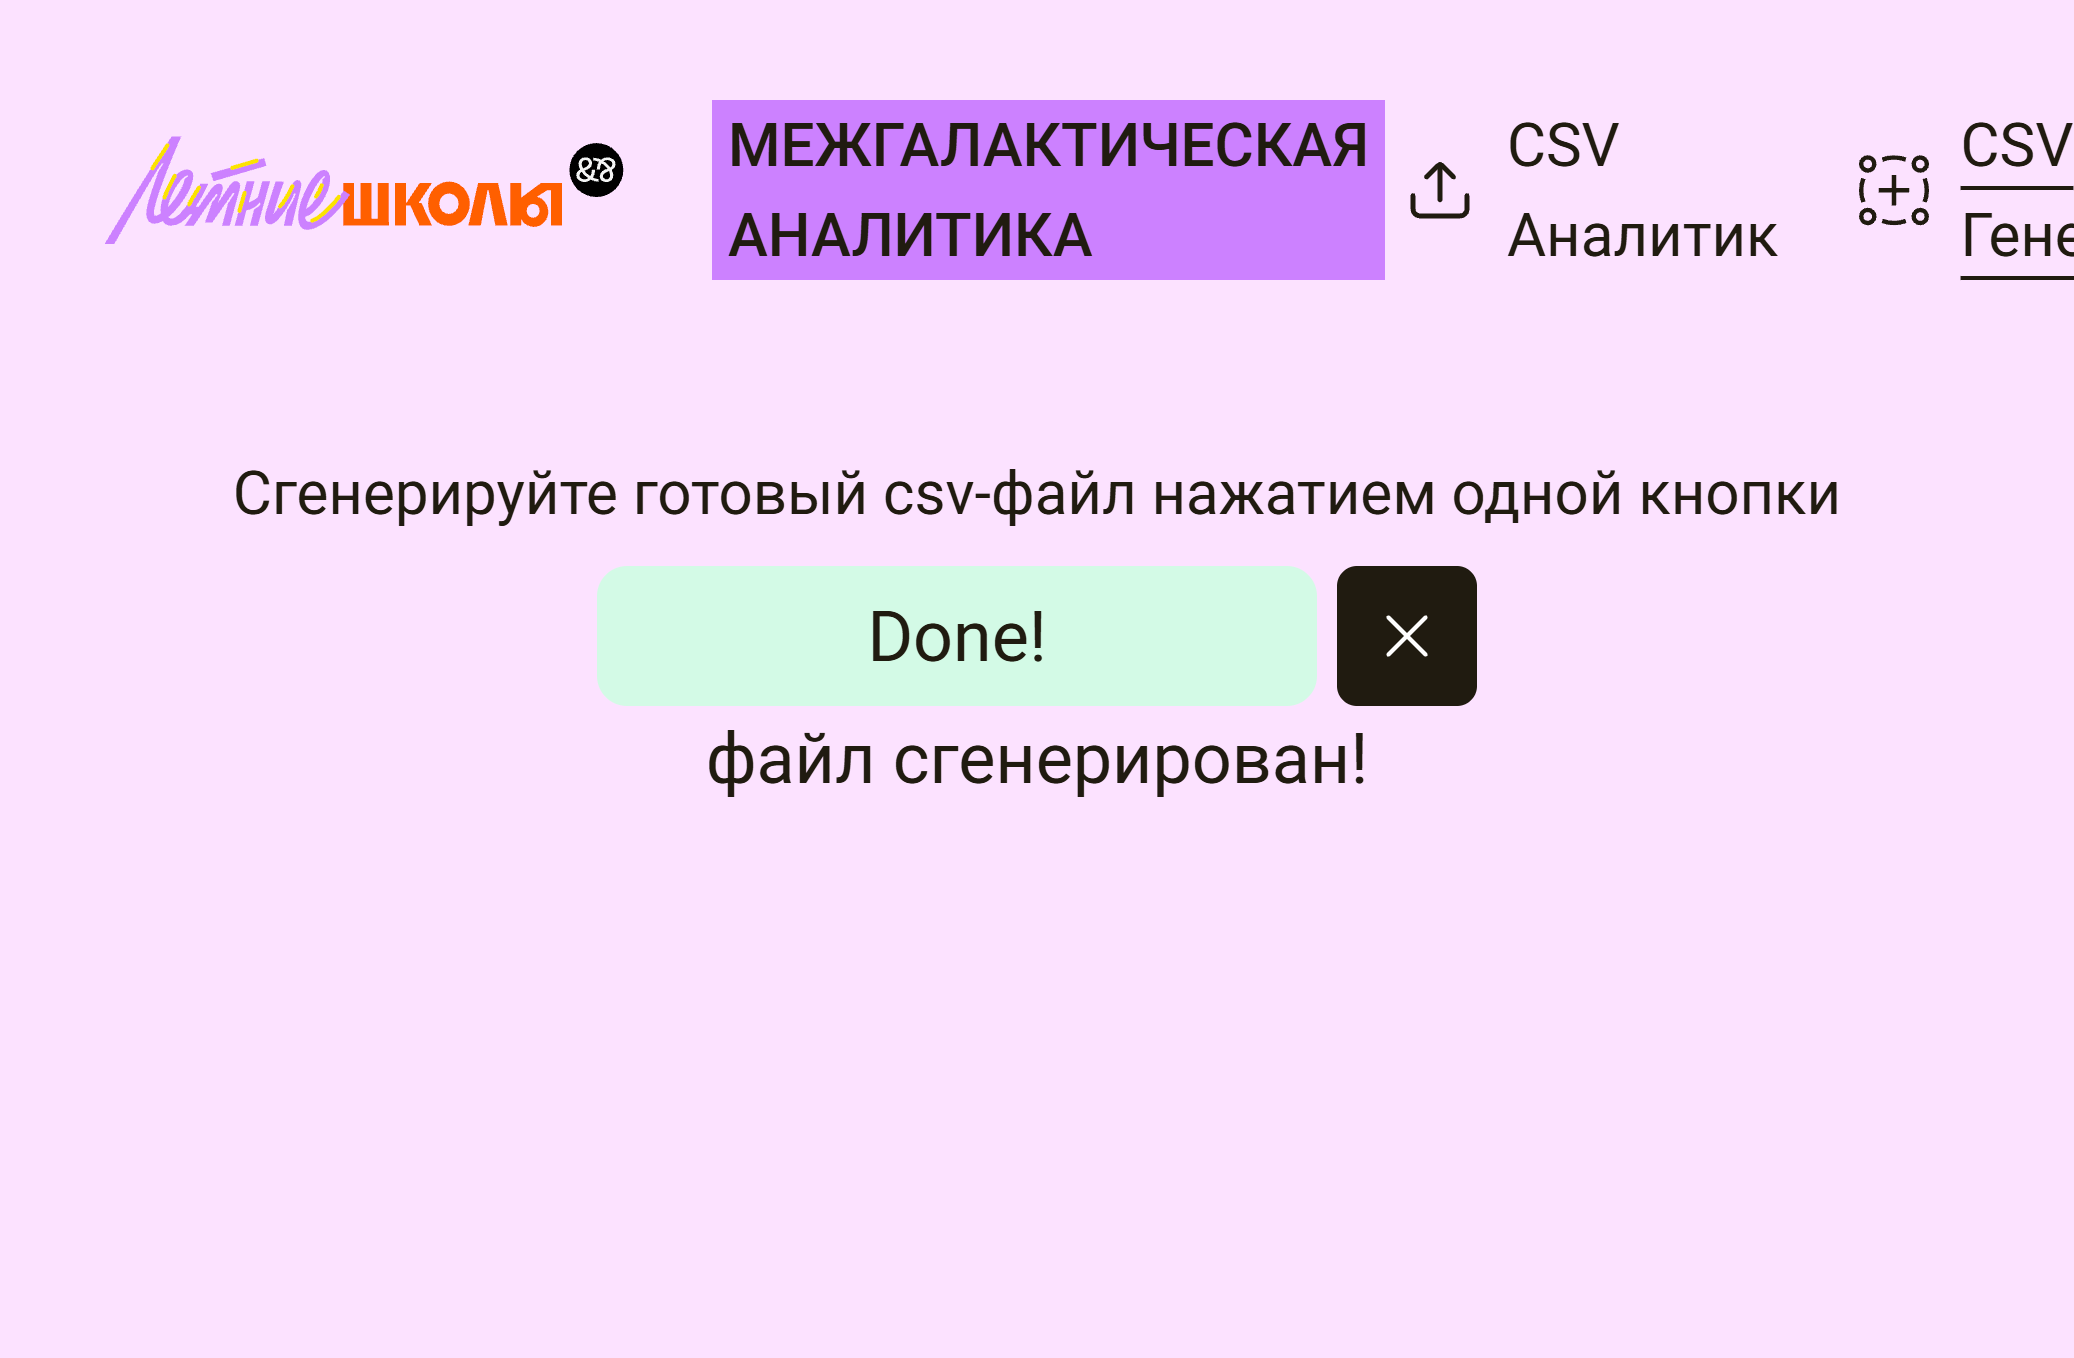 Летние школы
МЕЖГАЛАКТИЧЕСКАЯ
АНАЛИТИКА
CSV
Аналитик
CSV
Гене
Сгенерируйте готовый csv-файл нажатием одной кнопки
Done!
файл сгенерирован!